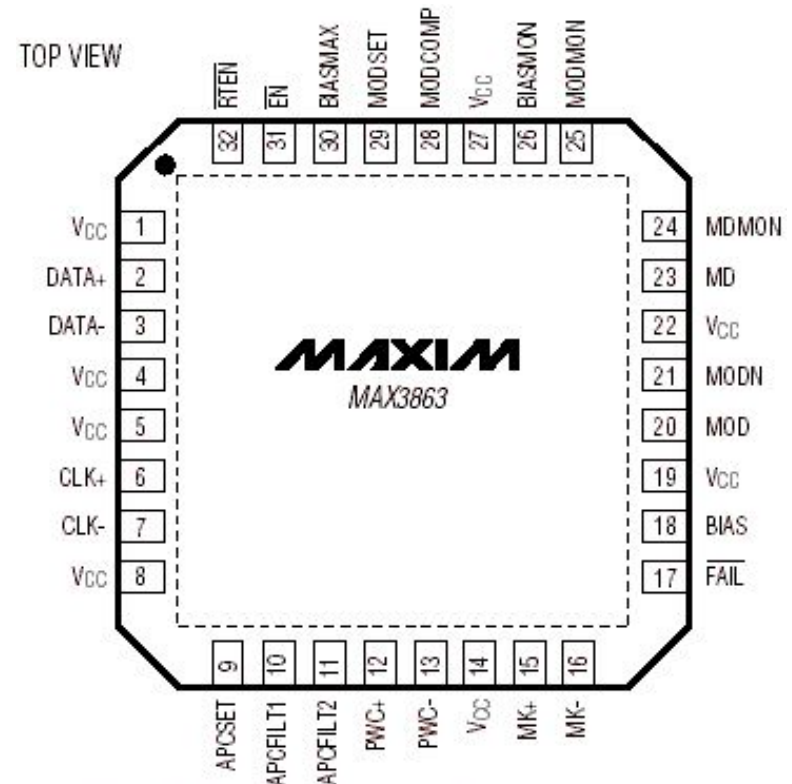 TOP VIEW
R̅T̅E̅N̅
E̅N̅
BIASMAX
MODSET
MODCOMP
VCC
BIASMON
MODMON
32
31
30
29
28
27
26
25
VCC 1
DATA+ 2
DATA- 3
VCC 4
VCC 5
CLK+ 6
CLK- 7
VCC 8
MAXIM
MAX3863
24 MDMON
23 MD
22 VCC
21 MODN
20 MOD
19 VCC
18 BIAS
17 F̅A̅I̅L̅
9
10
11
12
13
14
15
16
APCSET
APCFILT1
APCFILT2
PWC+
PWC-
VCC
MK+
MK-